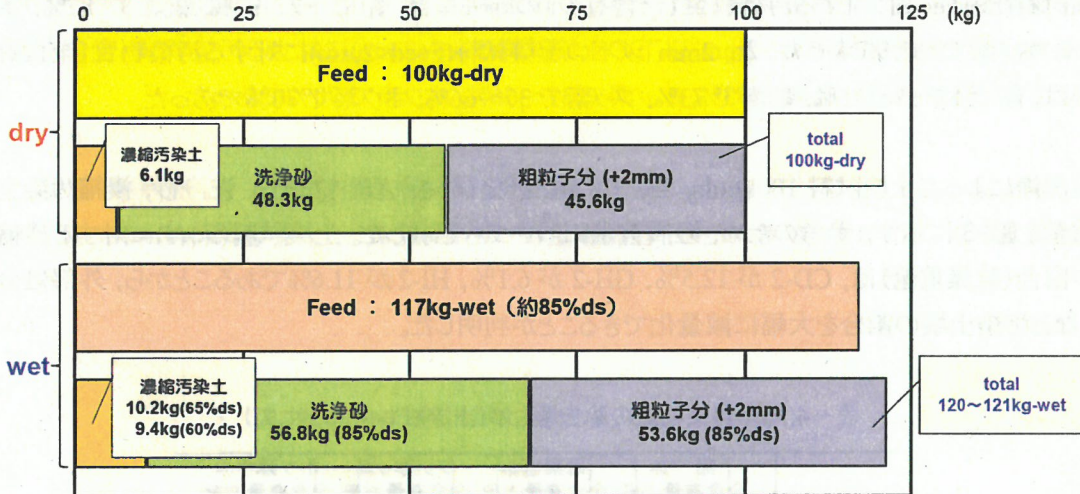 0 25 50 75 100 125 (kg)
Feed : 100kg-dry
dry
濃縮汚染土
6.1kg
洗浄砂
48.3kg
粗粒子分 (+2mm)
45.6kg
total
100kg-dry
Feed : 117kg-wet (約85%ds)
wet
濃縮汚染土
10.2kg(65%ds)
9.4kg(60%ds)
洗浄砂
56.8kg (85%ds)
粗粒子分 (+2mm)
53.6kg (85%ds)
total
120～121kg-wet